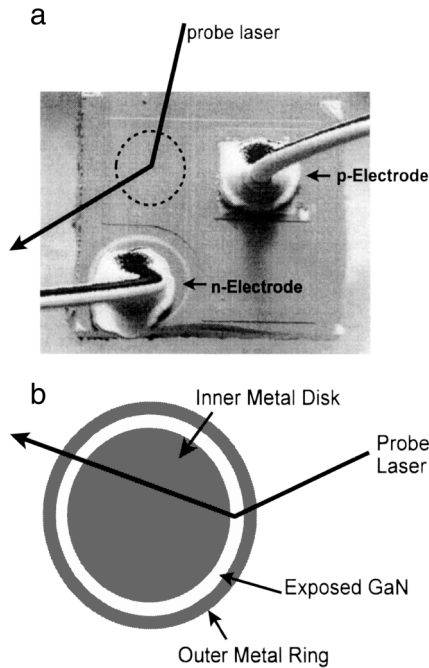 a
probe laser
p-Electrode
n-Electrode
b
Inner Metal Disk
Probe
Laser
Exposed GaN
Outer Metal Ring